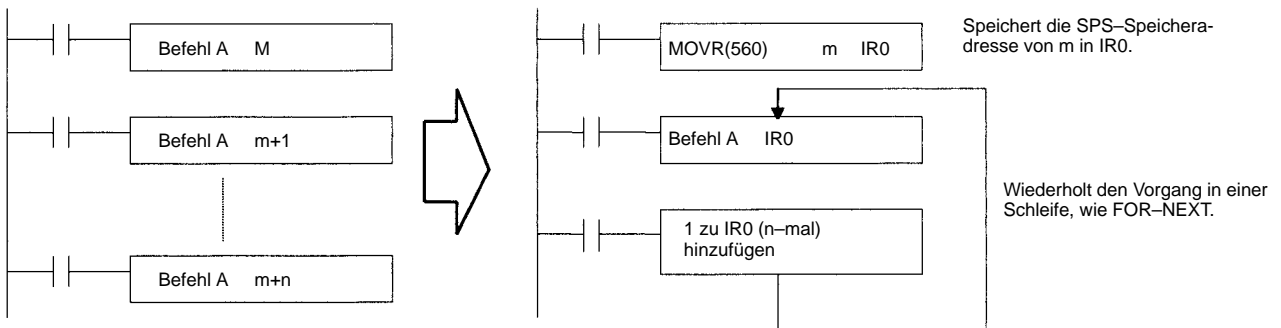 Befehl A M
Befehl A m+1
Befehl A m+n
MOVR(560) m IR0
Speichert die SPS–Speichera-
dresse von m in IR0.
Befehl A IR0
Wiederholt den Vorgang in einer
Schleife, wie FOR–NEXT.
1 zu IR0 (n–mal)
hinzufügen